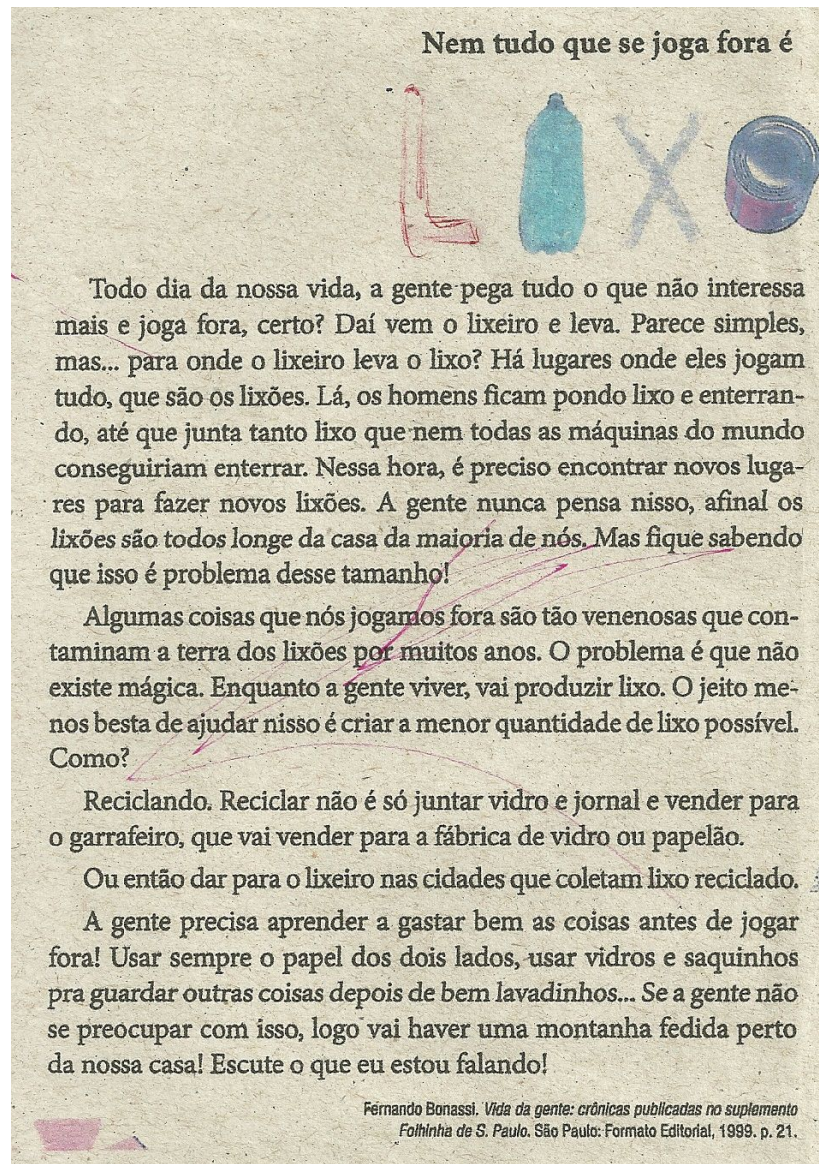 Nem tudo que se joga fora é
LIXO
Todo dia da nossa vida, a gente pega tudo o que não interessa
mais e joga fora, certo? Daí vem o lixeiro e leva. Parece simples,
mas... para onde o lixeiro leva o lixo? Há lugares onde eles jogam
tudo, que são os lixões. Lá, os homens ficam pondo lixo e enterran-
do, até que junta tanto lixo que nem todas as máquinas do mundo
conseguiriam enterrar. Nessa hora, é preciso encontrar novos luga-
res para fazer novos lixões. A gente nunca pensa nisso, afinal os
lixões são todos longe da casa da maioria de nós. Mas fique sabendo
que isso é problema desse tamanho!
Algumas coisas que nós jogamos fora são tão venenosas que con-
taminam a terra dos lixões por muitos anos. O problema é que não
existe mágica. Enquanto a gente viver, vai produzir lixo. O jeito me-
nos besta de ajudar nisso é criar a menor quantidade de lixo possível.
Como?
Reciclando. Reciclar não é só juntar vidro e jornal e vender para
o garrafeiro, que vai vender para a fábrica de vidro ou papelão.
Ou então dar para o lixeiro nas cidades que coletam lixo reciclado.
A gente precisa aprender a gastar bem as coisas antes de jogar
fora! Usar sempre o papel dos dois lados, usar vidros e saquinhos
pra guardar outras coisas depois de bem lavadinhos... Se a gente não
se preocupar com isso, logo vai haver uma montanha fedida perto
da nossa casa! Escute o que eu estou falando!
Fernando Bonassi. Vida da gente: crônicas publicadas no suplemento
Folhinha de S. Paulo. São Paulo: Formato Editorial, 1999. p. 21.